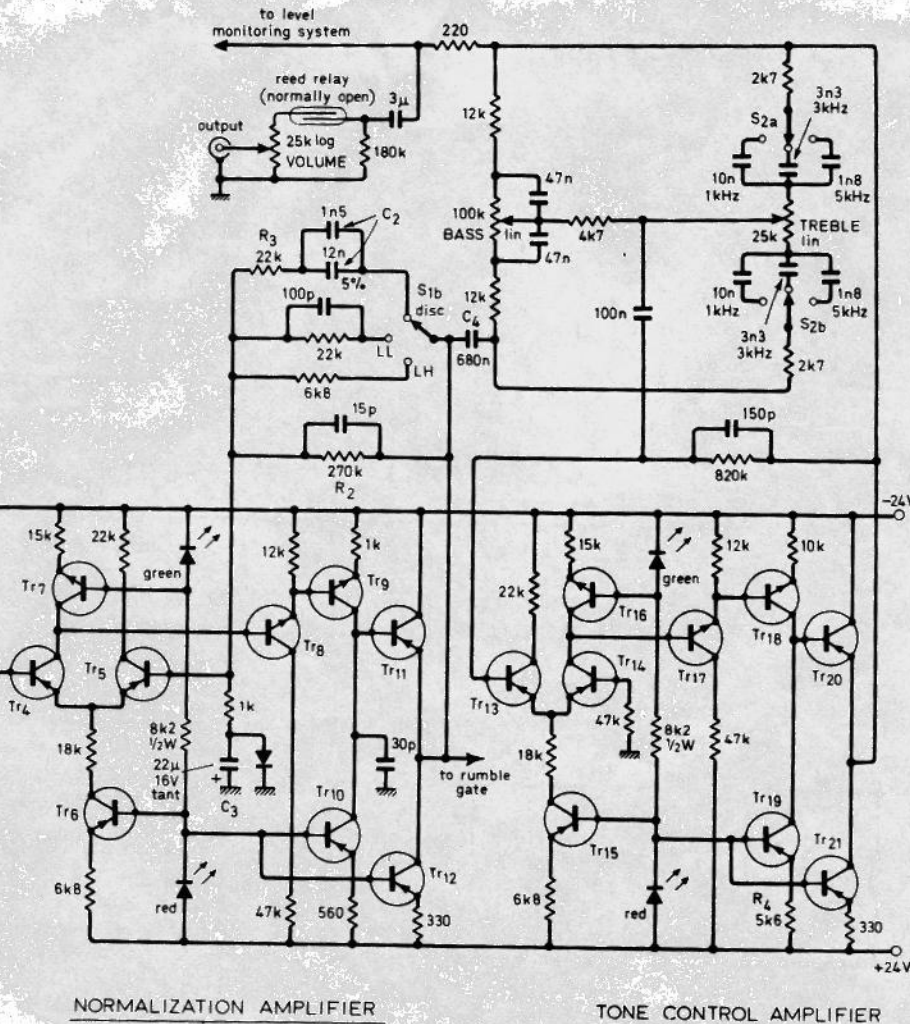 to level
monitoring system
220
reed relay
(normally open)
3μ
output
25k log
VOLUME
180k
12k
2k7
S2a
3n3
3kHz
10n
1kHz
1n8
5kHz
47n
100k
BASS
lin
4k7
TREBLE
25k
lin
47n
1n5
C2
R3
22k
12n
5%
S1b
disc
12k
C4
680n
100n
10n
1kHz
1n8
5kHz
3n3
3kHz
S2b
2k7
100p
22k
LL
6k8
LH
15p
270k
R2
150p
820k
-24V
15k
22k
green
12k
1k
Tr7
Tr9
Tr8
Tr11
Tr4
Tr5
22k
15k
green
12k
10k
Tr16
Tr18
Tr17
Tr20
Tr13
Tr14
1k
18k
8k2
½W
22μ
16V
tant
+
C3
30p
to rumble
gate
47k
18k
8k2
½W
47k
Tr6
Tr10
Tr12
Tr15
Tr19
Tr21
6k8
red
47k
560
330
6k8
red
R4
5k6
330
+24V
NORMALIZATION AMPLIFIER
TONE CONTROL AMPLIFIER